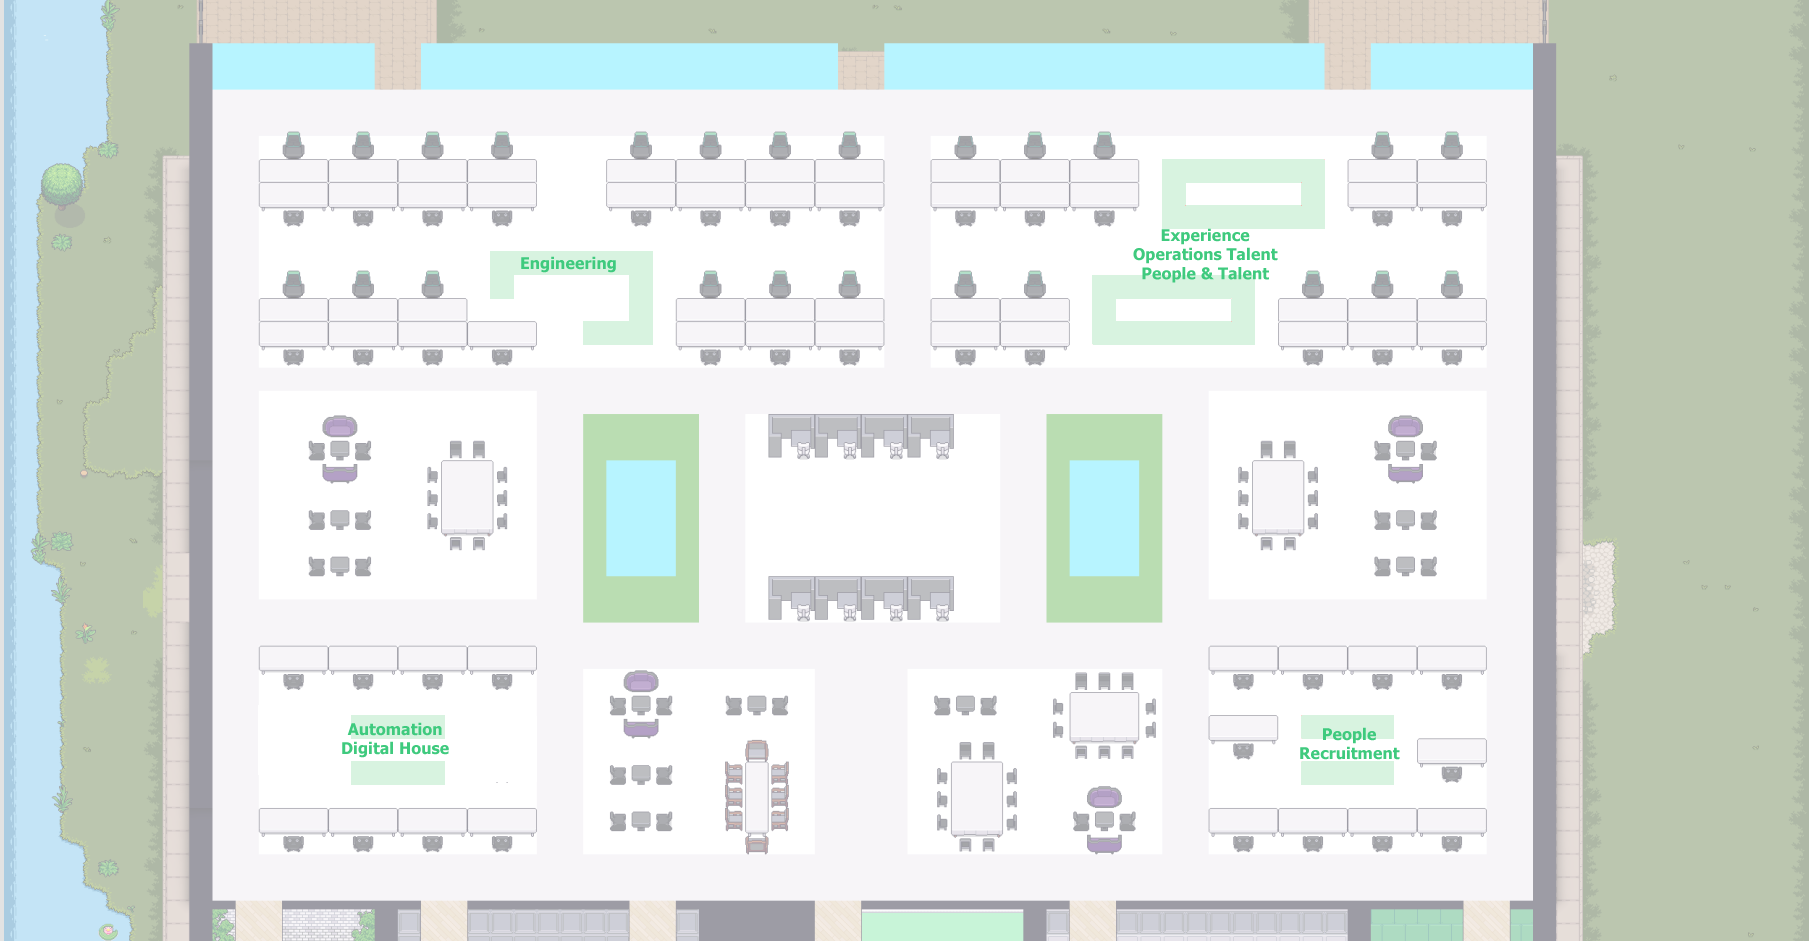 Engineering
Experience
Operations Talent
People & Talent
Automation
Digital House
People
Recruitment